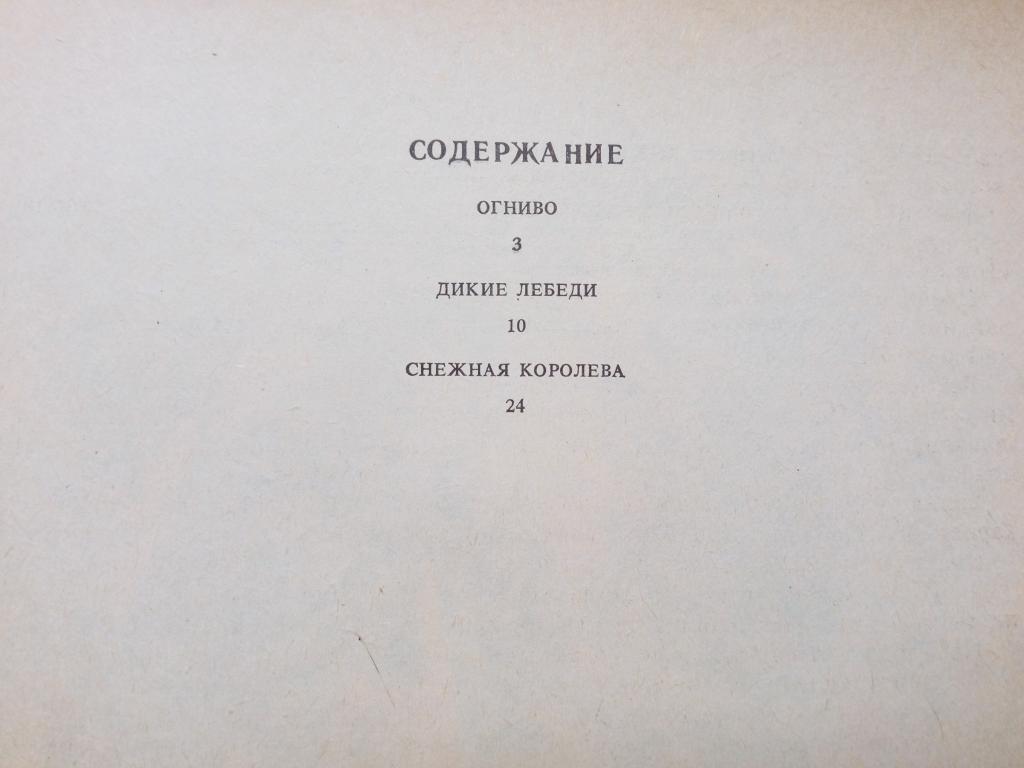 СОДЕРЖАНИЕ
ОГНИВО
3
ДИКИЕ ЛЕБЕДИ
10
СНЕЖНАЯ КОРОЛЕВА
24